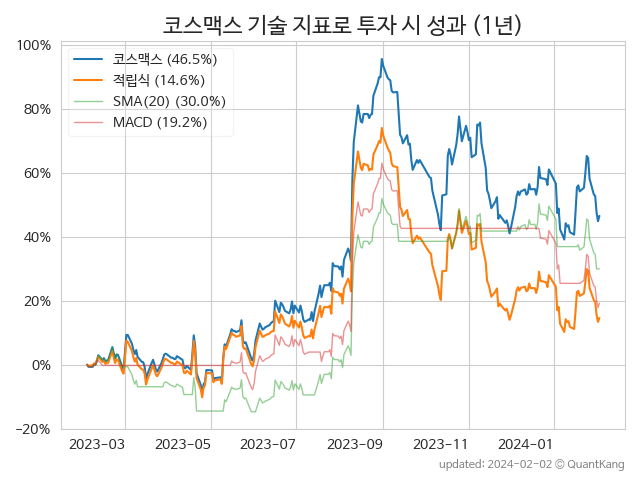 코스맥스 기술 지표로 투자 시 성과 (1년)
100%
80%
60%
40%
20%
0%
−20%
코스맥스 (46.5%)
적립식 (14.6%)
SMA(20) (30.0%)
MACD (19.2%)
2023-03
2023-05
2023-07
2023-09
2023-11
2024-01
updated: 2024-02-02 © QuantKang